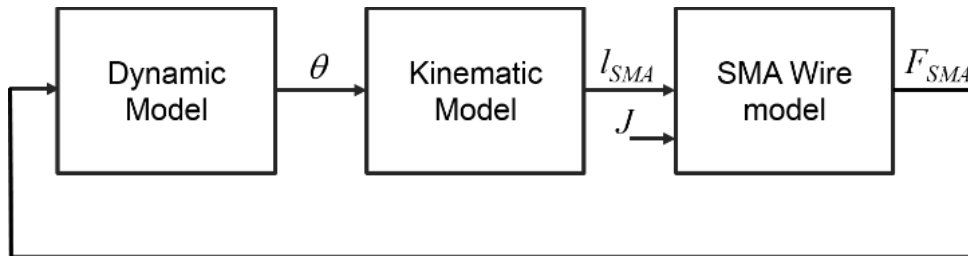 Dynamic
Model
θ
Kinematic
Model
l_SMA
J
SMA Wire
model
F_SMA